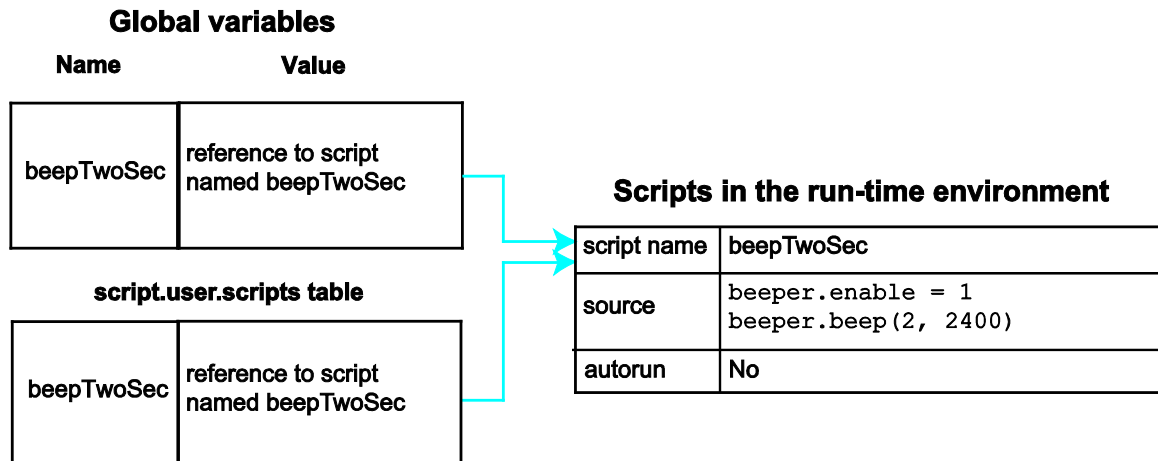 Global variables
Name Value
beepTwoSec
reference to script
named beepTwoSec
script.user.scripts table
beepTwoSec
reference to script
named beepTwoSec
Scripts in the run-time environment
script name beepTwoSec
source
beeper.enable = 1
beeper.beep(2, 2400)
autorun No